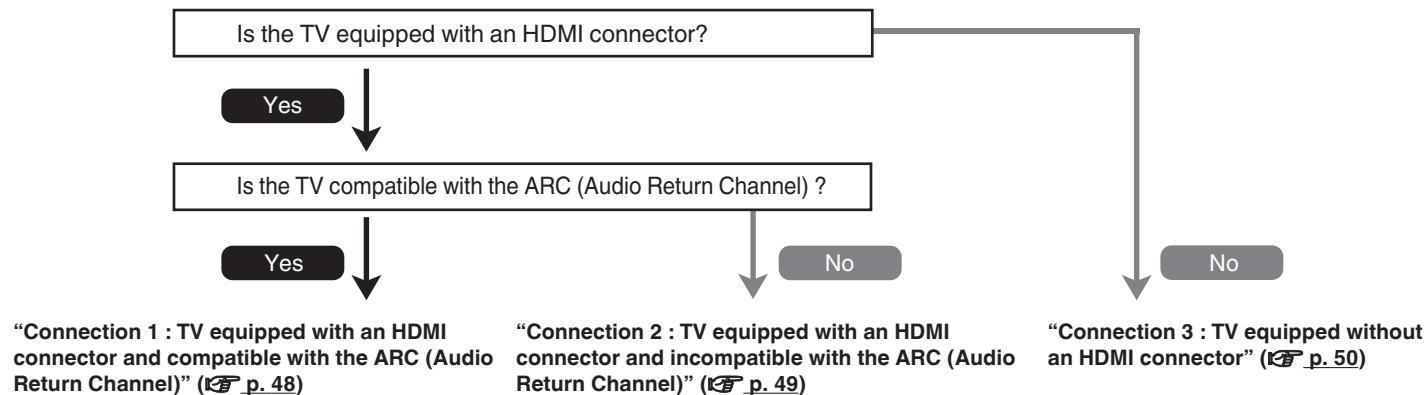 Is the TV equipped with an HDMI connector?
Yes
Is the TV compatible with the ARC (Audio Return Channel) ?
Yes
No
No
“Connection 1 : TV equipped with an HDMI
connector and compatible with the ARC (Audio
Return Channel)” (☞ p. 48)
“Connection 2 : TV equipped with an HDMI
connector and incompatible with the ARC (Audio
Return Channel)” (☞ p. 49)
“Connection 3 : TV equipped without
an HDMI connector” (☞ p. 50)